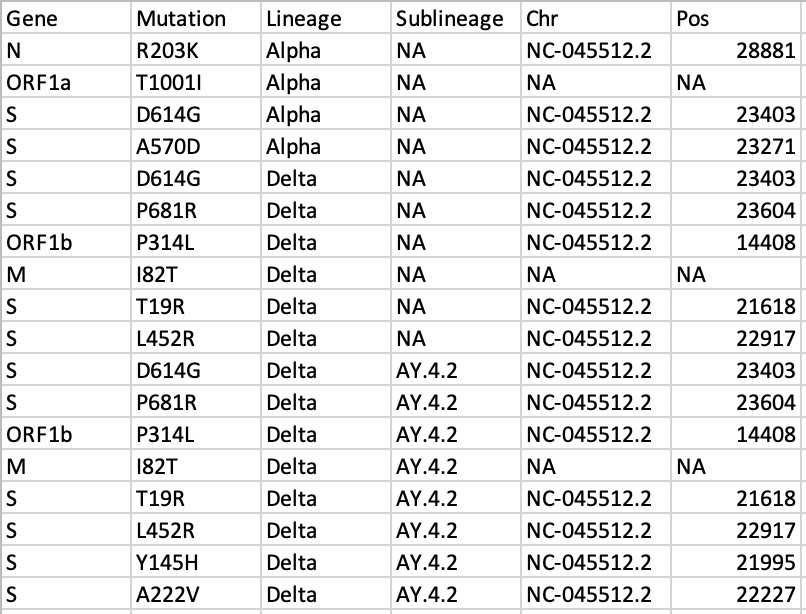 Gene Mutation Lineage Sublineage Chr Pos
N R203K Alpha NA NC-045512.2 28881
ORF1a T1001I Alpha NA NA NA
S D614G Alpha NA NC-045512.2 23403
S A570D Alpha NA NC-045512.2 23271
S D614G Delta NA NC-045512.2 23403
S P681R Delta NA NC-045512.2 23604
ORF1b P314L Delta NA NC-045512.2 14408
M I82T Delta NA NA NA
S T19R Delta NA NC-045512.2 21618
S L452R Delta NA NC-045512.2 22917
S D614G Delta AY.4.2 NC-045512.2 23403
S P681R Delta AY.4.2 NC-045512.2 23604
ORF1b P314L Delta AY.4.2 NC-045512.2 14408
M I82T Delta AY.4.2 NA NA
S T19R Delta AY.4.2 NC-045512.2 21618
S L452R Delta AY.4.2 NC-045512.2 22917
S Y145H Delta AY.4.2 NC-045512.2 21995
S A222V Delta AY.4.2 NC-045512.2 22227